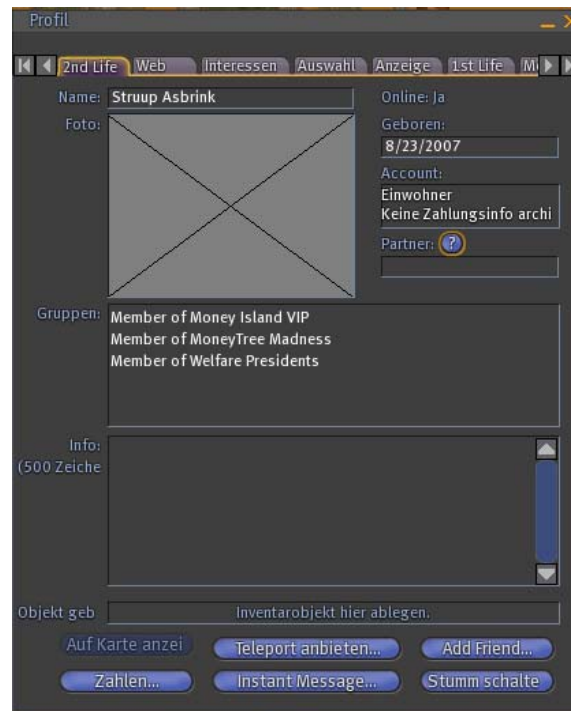 Profil
2nd Life Web Interessen Auswahl Anzeige 1st Life
Name: Struup Asbrink
Online: Ja
Foto:
Geboren:
8/23/2007
Account:
Einwohner
Keine Zahlungsinfo archi
Partner: ?
Gruppen: Member of Money Island VIP
Member of MoneyTree Madness
Member of Welfare Presidents
Info:
(500 Zeiche
Objekt geb Inventarobjekt hier ablegen.
Auf Karte anzei Teleport anbieten... Add Friend...
Zahlen... Instant Message... Stumm schalte